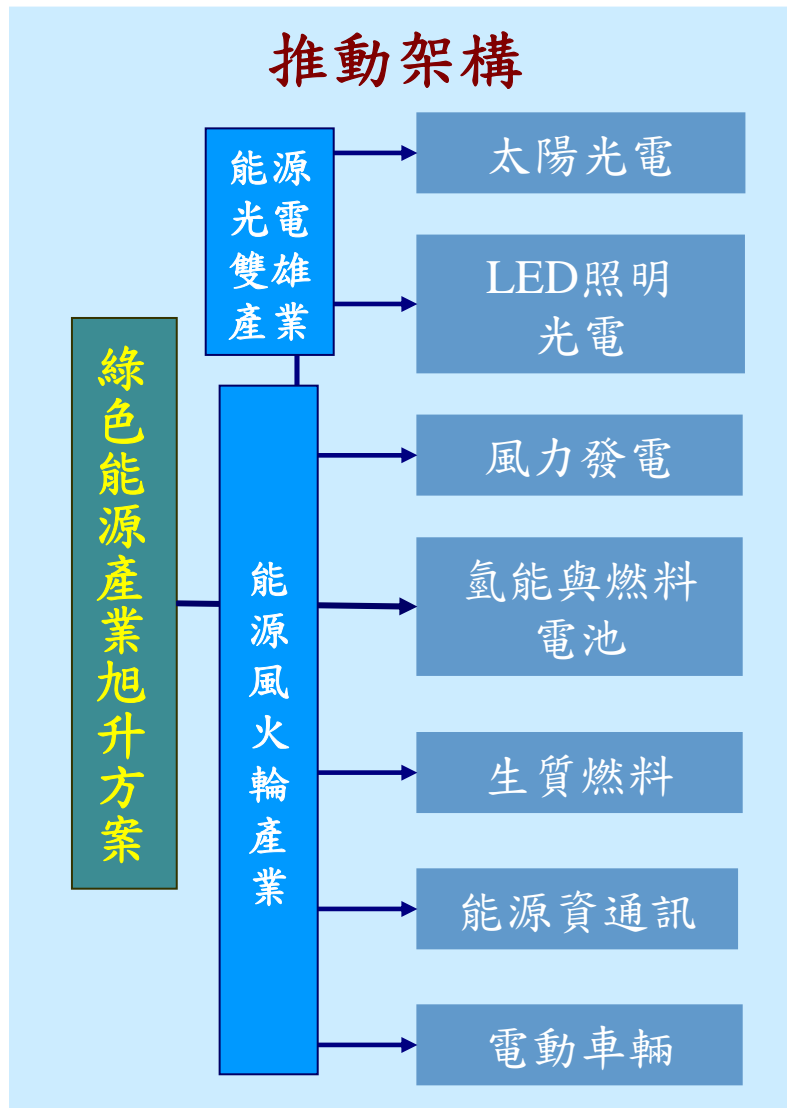 推動架構
能源
光電
雙雄
產業
太陽光電
LED照明
光電
綠色能源產業旭升方案
能源風火輪產業
風力發電
氫能與燃料
電池
生質燃料
能源資通訊
電動車輛